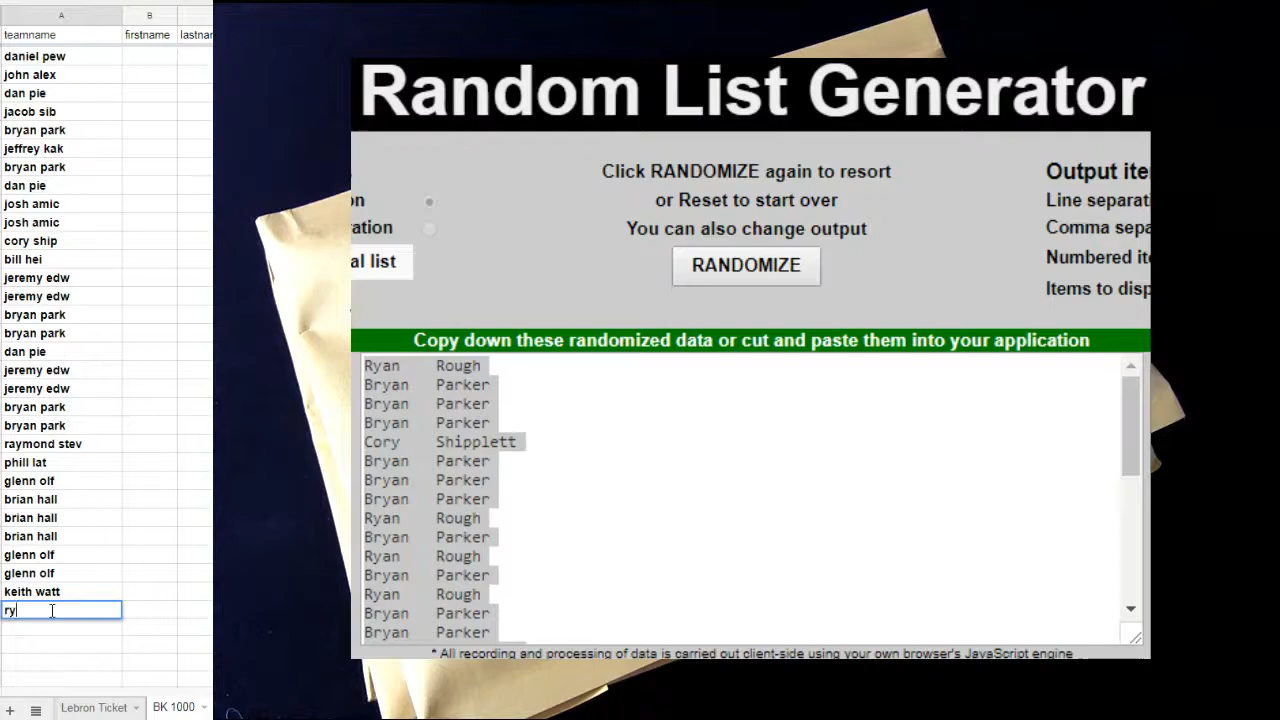 A B
teamname firstname lastnar
daniel pew
john alex
dan pie
jacob sib
bryan park
jeffrey kak
bryan park
dan pie
josh amic
josh amic
cory ship
bill hei
jeremy edw
jeremy edw
bryan park
bryan park
dan pie
jeremy edw
jeremy edw
bryan park
bryan park
raymond stev
phill lat
glenn olf
brian hall
brian hall
brian hall
glenn olf
glenn olf
keith watt
ry
Lebron Ticket BK 1000
Random List Generator
Click RANDOMIZE again to resort
or Reset to start over
You can also change output
RANDOMIZE
on
ration
al list
Output ite
Line separati
Comma sepa
Numbered ite
Items to disp
Copy down these randomized data or cut and paste them into your application
Ryan Rough
Bryan Parker
Bryan Parker
Bryan Parker
Cory Shipplett
Bryan Parker
Bryan Parker
Bryan Parker
Ryan Rough
Bryan Parker
Ryan Rough
Bryan Parker
Ryan Rough
Bryan Parker
Bryan Parker
* All recording and processing of data is carried out client-side using your own browser's JavaScript engine